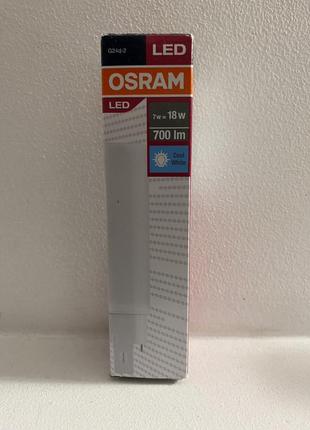 G24d-2 LED
OSRAM
LED
7W = 18W
700 lm
Cool
White